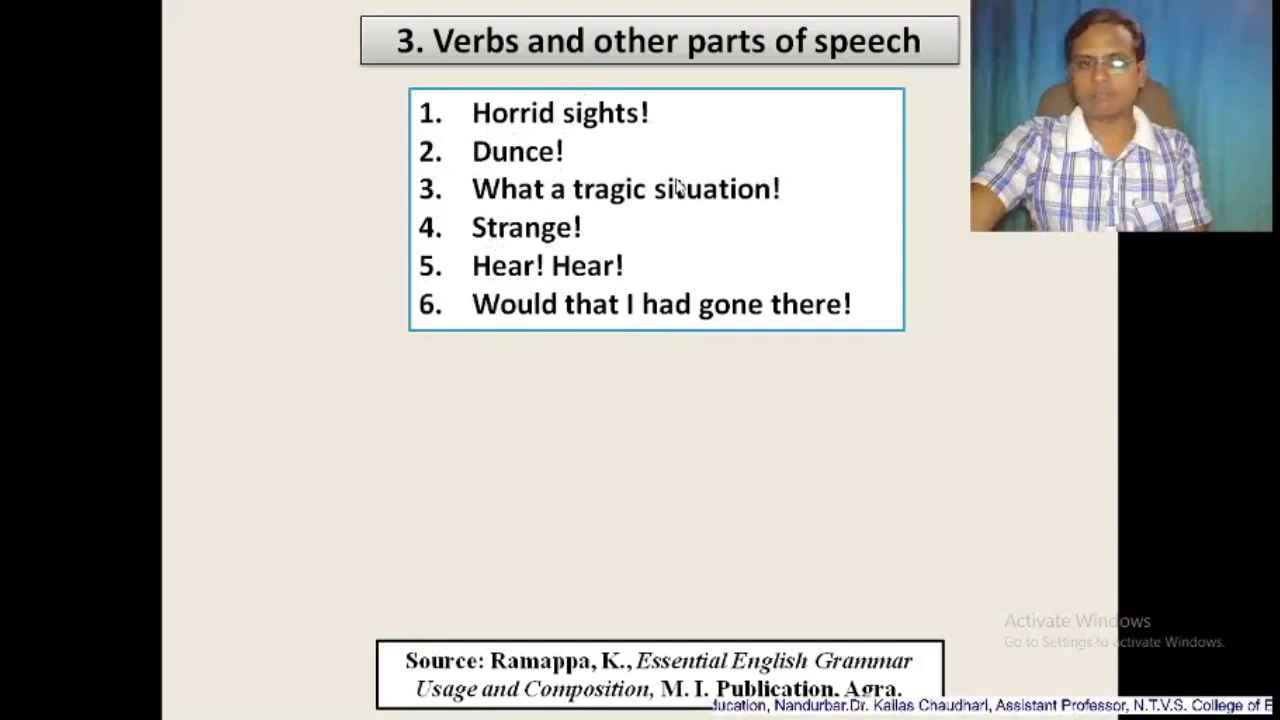 3. Verbs and other parts of speech
1. Horrid sights!
2. Dunce!
3. What a tragic situation!
4. Strange!
5. Hear! Hear!
6. Would that I had gone there!
Activate Windows
Go to Settings to activate Windows.
Source: Ramappa, K., Essential English Grammar
Usage and Composition, M. I. Publication, Agra.
ducation, Nandurbar.Dr. Kailas Chaudhari, Assistant Professor, N.T.V.S. College of E